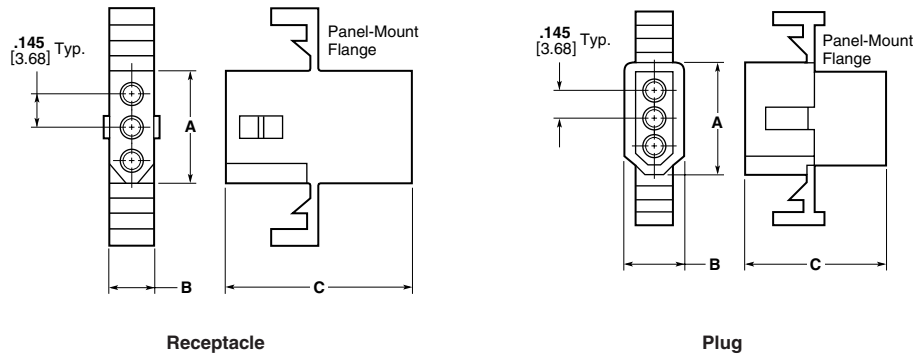 .145
[3.68] Typ.
Panel-Mount
Flange
A
B
C
Receptacle
.145
[3.68] Typ.
Panel-Mount
Flange
A
B
C
Plug